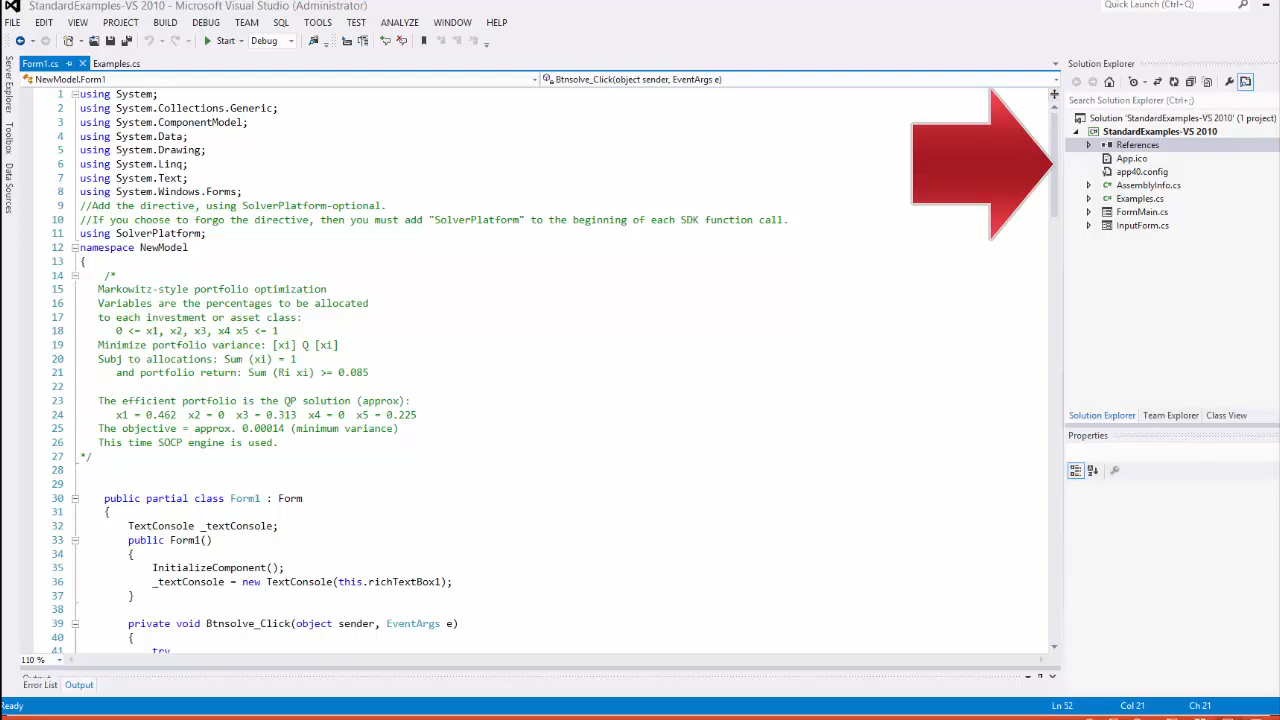 StandardExamples-VS 2010 - Microsoft Visual Studio (Administrator)
Quick Launch (Ctrl+Q)
FILE EDIT VIEW PROJECT BUILD DEBUG TEAM SQL TOOLS TEST ANALYZE WINDOW HELP
Start Debug
Server Explorer
Toolbox
Data Sources
Form1.cs Examples.cs
NewModel.Form1 Btnsolve_Click(object sender, EventArgs e)
1 using System;
2 using System.Collections.Generic;
3 using System.ComponentModel;
4 using System.Data;
5 using System.Drawing;
6 using System.Linq;
7 using System.Text;
8 using System.Windows.Forms;
9 //Add the directive, using SolverPlatform-optional.
10 //If you choose to forgo the directive, then you must add "SolverPlatform" to the beginning of each SDK function call.
11 using SolverPlatform;
12 namespace NewModel
13 {
14 /*
15 Markowitz-style portfolio optimization
16 Variables are the percentages to be allocated
17 to each investment or asset class:
18 0 <= x1, x2, x3, x4 x5 <= 1
19 Minimize portfolio variance: [xi] Q [xi]
20 Subj to allocations: Sum (xi) = 1
21 and portfolio return: Sum (Ri xi) >= 0.085
22
23 The efficient portfolio is the QP solution (approx):
24 x1 = 0.462 x2 = 0 x3 = 0.313 x4 = 0 x5 = 0.225
25 The objective = approx. 0.00014 (minimum variance)
26 This time SOCP engine is used.
27 */
28
29
30 public partial class Form1 : Form
31 {
32 TextConsole _textConsole;
33 public Form1()
34 {
35 InitializeComponent();
36 _textConsole = new TextConsole(this.richTextBox1);
37 }
38
39 private void Btnsolve_Click(object sender, EventArgs e)
40 {
41 try
110 %
Output
Error List Output
Ready Ln 52 Col 21 Ch 21
Solution Explorer
Search Solution Explorer (Ctrl+;)
Solution 'StandardExamples-VS 2010' (1 project)
StandardExamples-VS 2010
References
App.ico
app40.config
AssemblyInfo.cs
Examples.cs
FormMain.cs
InputForm.cs
Solution Explorer Team Explorer Class View
Properties